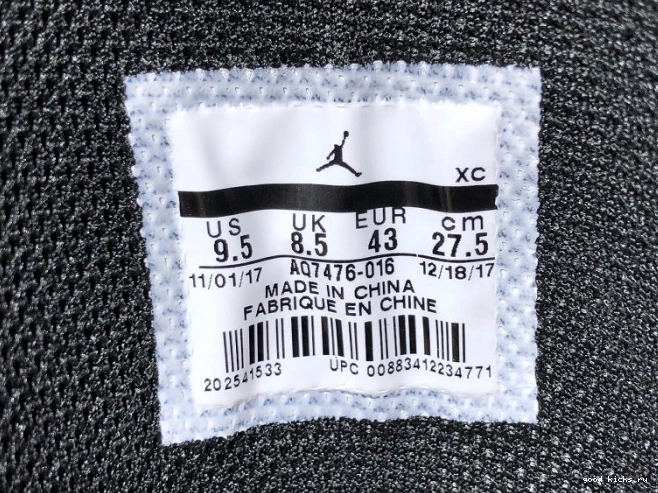 XC
US UK EUR cm
9.5 8.5 43 27.5
11/01/17 AQ7476-016 12/18/17
MADE IN CHINA
FABRIQUE EN CHINE
202541533 UPC 00883412234771
good kicks.ru